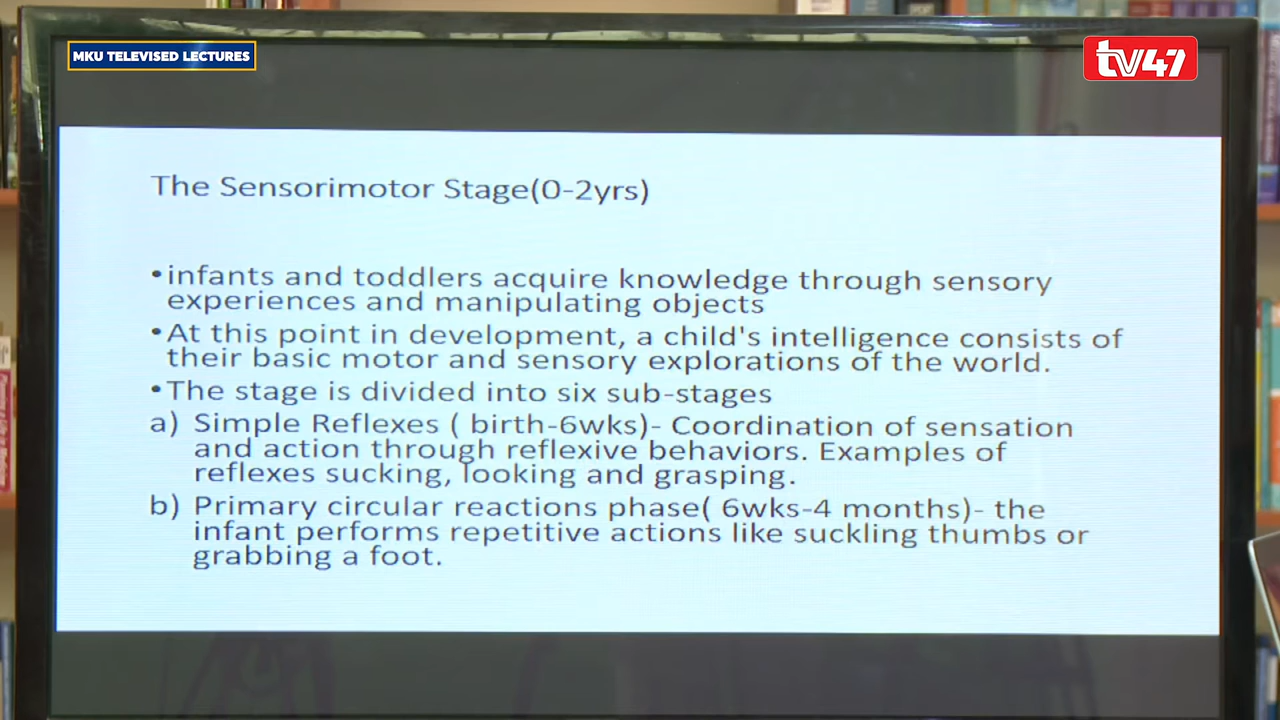 MKU TELEVISED LECTURES
tv47
The Sensorimotor Stage(0-2yrs)
•infants and toddlers acquire knowledge through sensory
experiences and manipulating objects
•At this point in development, a child's intelligence consists of
their basic motor and sensory explorations of the world.
•The stage is divided into six sub-stages
a) Simple Reflexes ( birth-6wks)- Coordination of sensation
and action through reflexive behaviors. Examples of
reflexes sucking, looking and grasping.
b) Primary circular reactions phase( 6wks-4 months)- the
infant performs repetitive actions like suckling thumbs or
grabbing a foot.